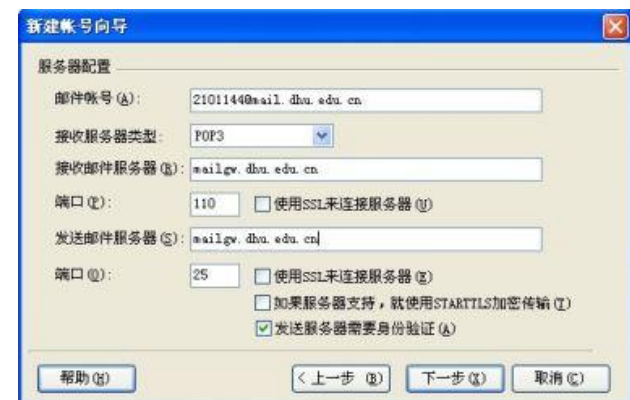 新建帐号向导
服务器配置
邮件帐号(A): 2101144@mail.dhu.edu.cn
接收服务器类型: POP3
接收邮件服务器(R): mailgw.dhu.edu.cn
端口(P): 110 使用SSL来连接服务器(U)
发送邮件服务器(S): mailgw.dhu.edu.cn
端口(O): 25 使用SSL来连接服务器(E)
如果服务器支持，就使用STARTTLS加密传输(T)
发送服务器需要身份验证(A)
帮助(H) <上一步 (B) 下一步(X) 取消(C)